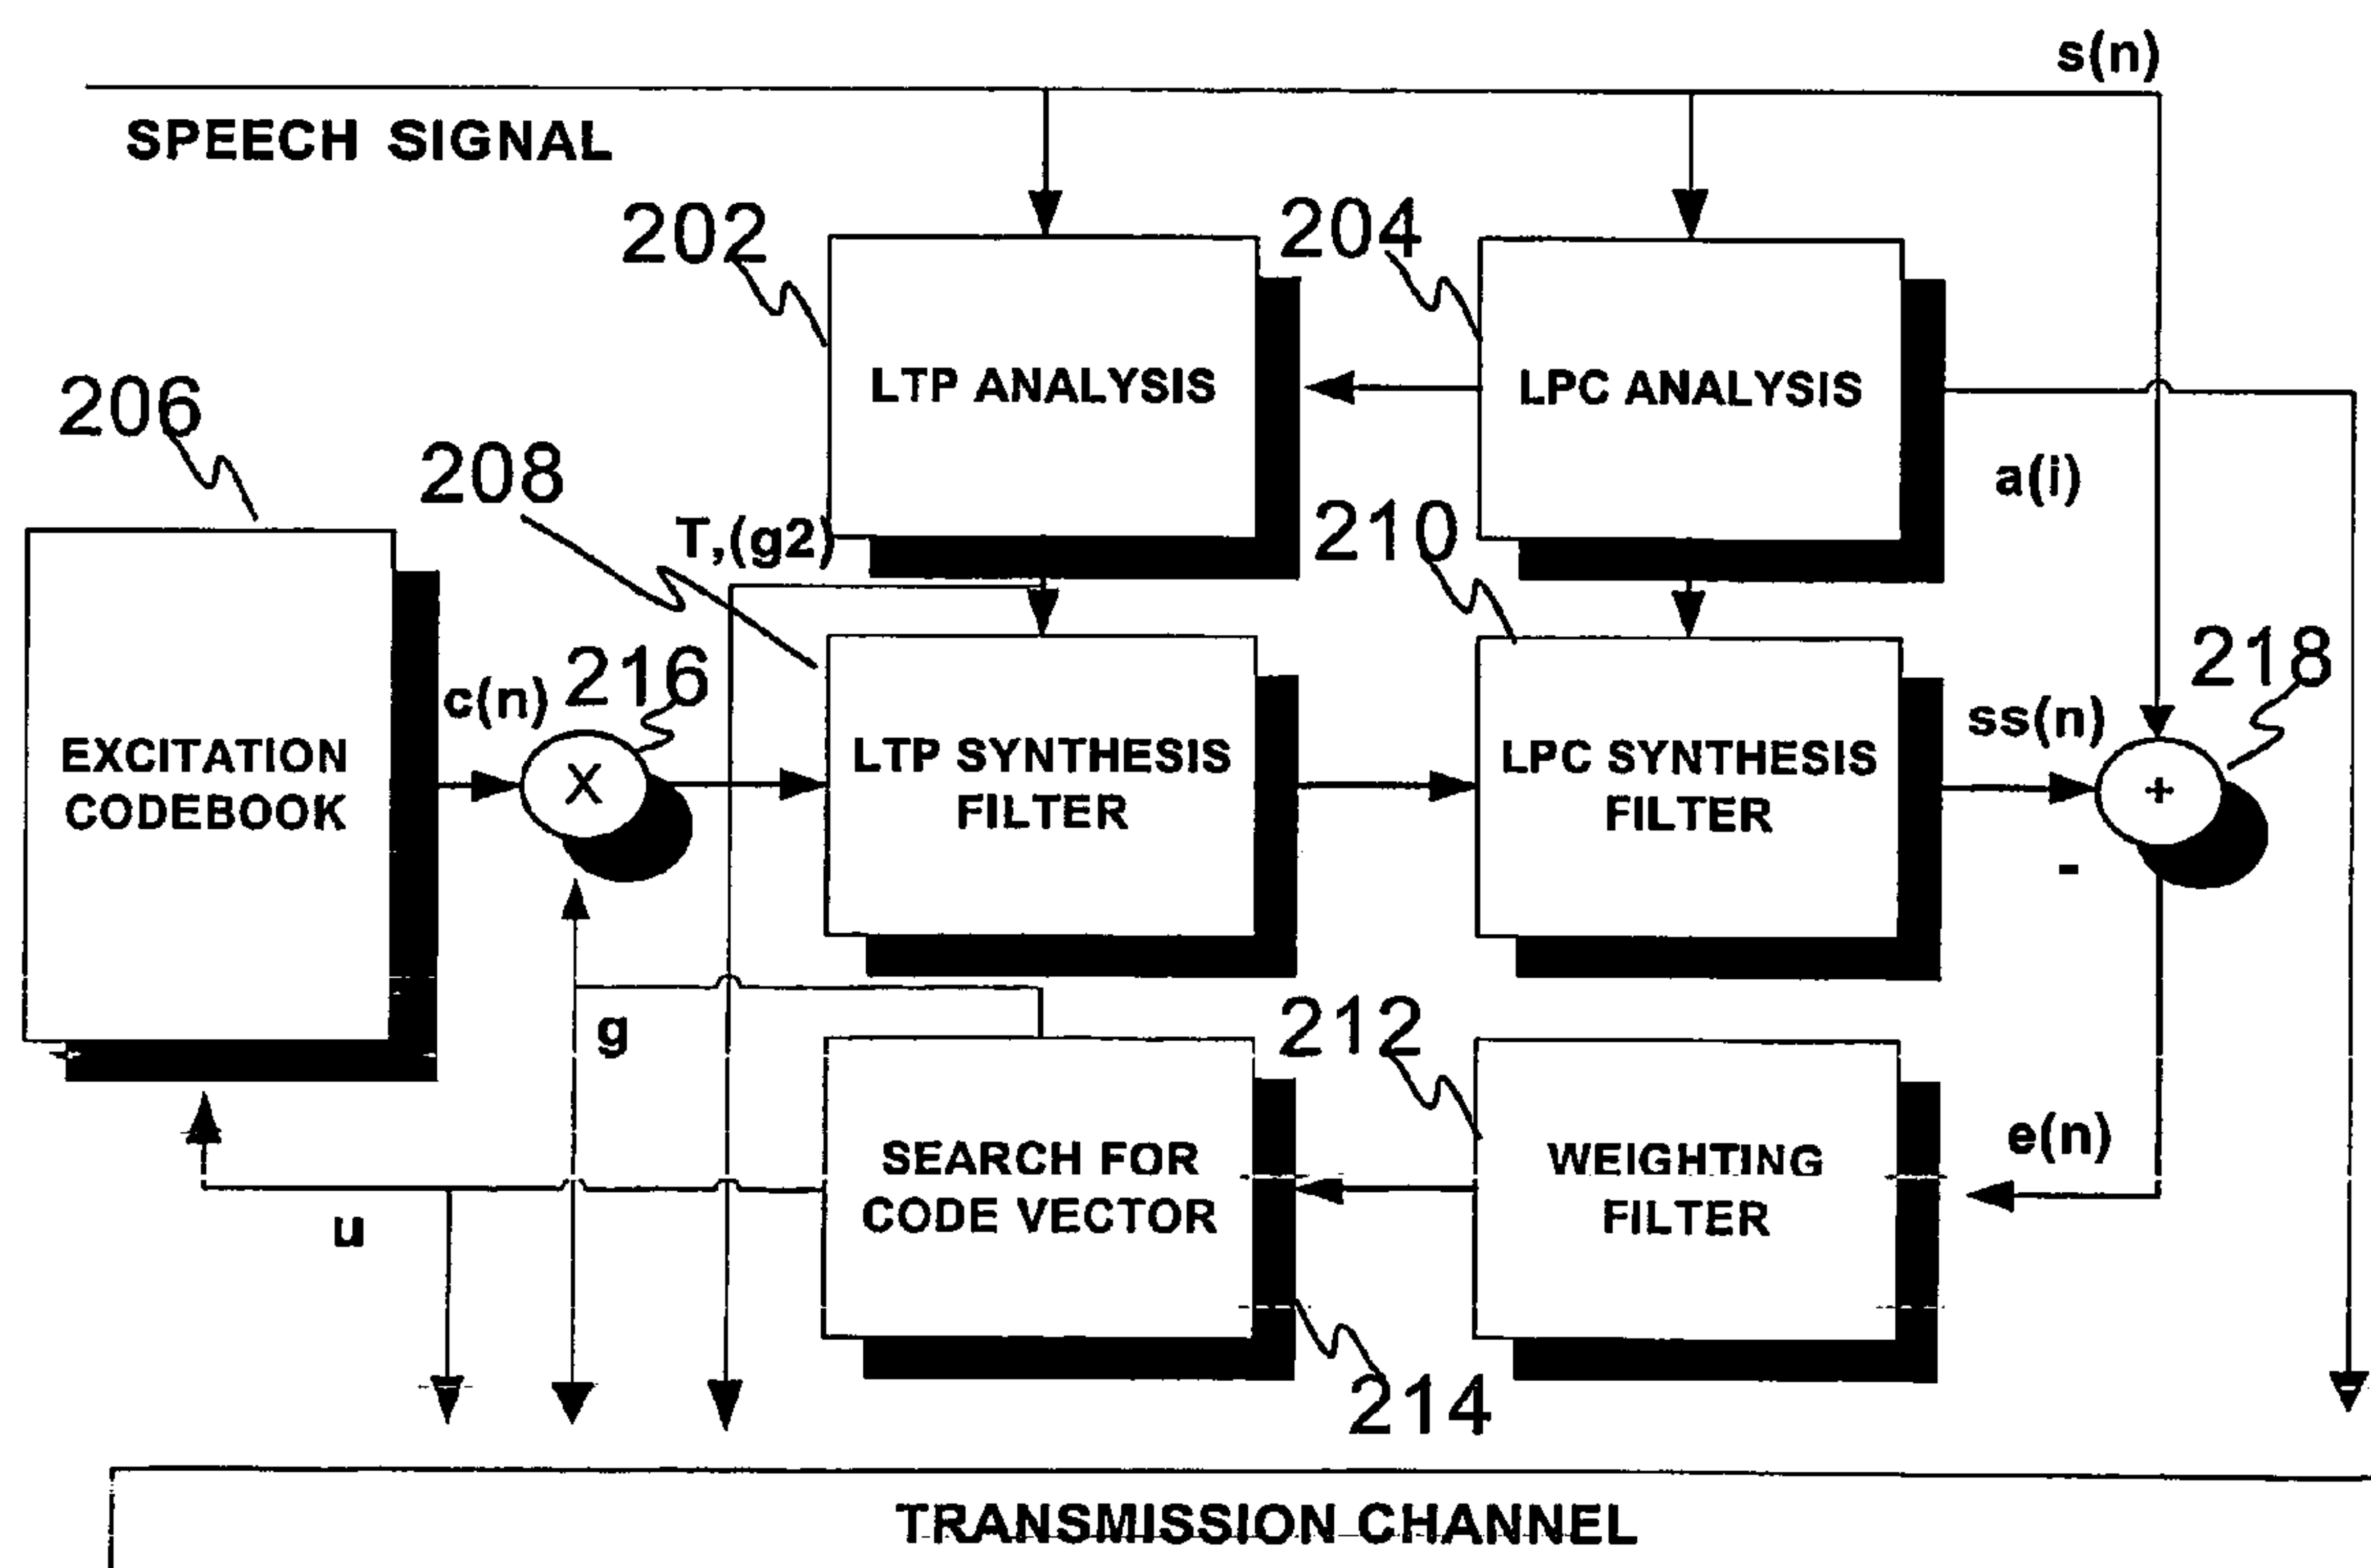 s(n)
SPEECH SIGNAL
202
204
LTP ANALYSIS
LPC ANALYSIS
206
208
a(i)
T,(g2)
210
216
218
c(n)
ss(n)
EXCITATION
CODEBOOK
X
LTP SYNTHESIS
FILTER
LPC SYNTHESIS
FILTER
+
-
g
212
SEARCH FOR
CODE VECTOR
WEIGHTING
FILTER
e(n)
u
214
TRANSMISSION CHANNEL